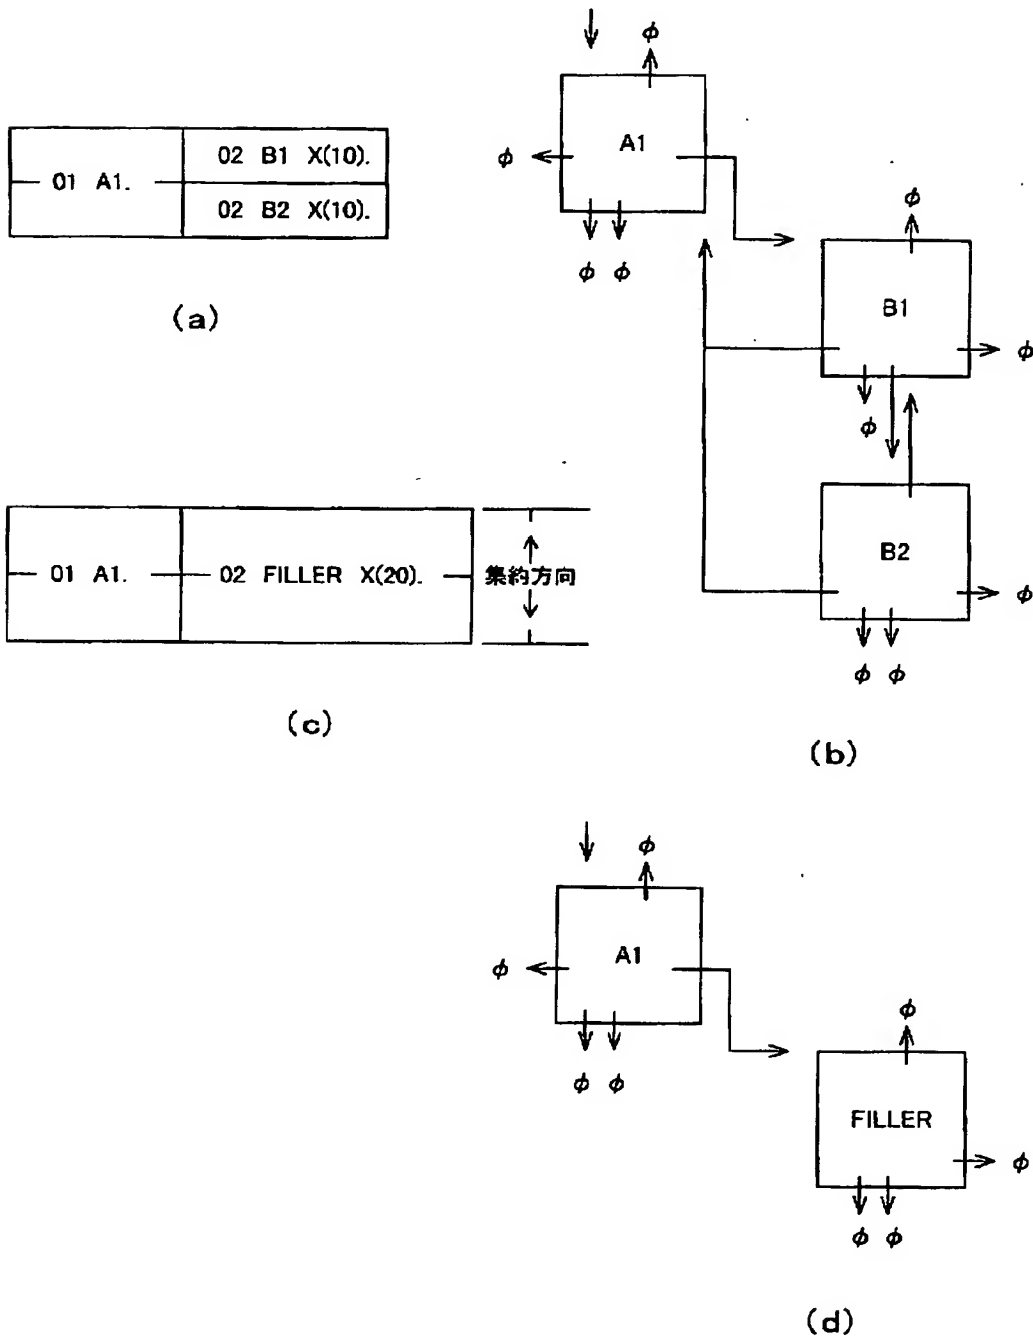 01 A1.
02 B1 X(10).
02 B2 X(10).
(a)
φ
A1
φ
φ φ
φ
B1
φ
φ
B2
φ
φ φ
(b)
01 A1.
02 FILLER X(20).
集約方向
(c)
φ
A1
φ
φ φ
φ
FILLER
φ
φ φ
(d)